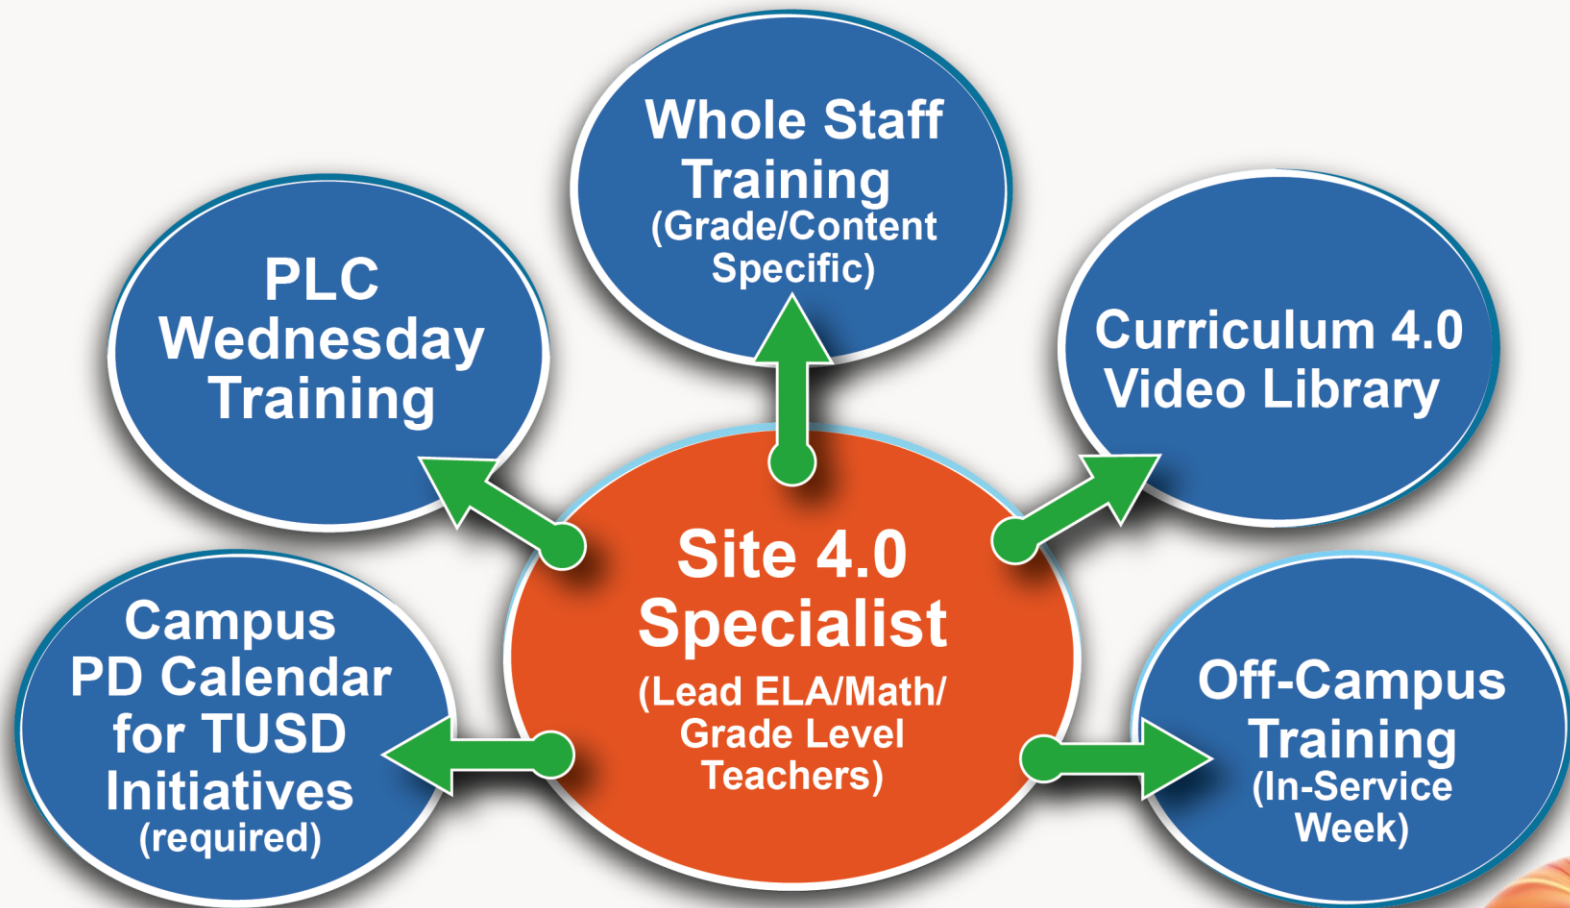 Whole Staff
Training
(Grade/Content
Specific)
PLC
Wednesday
Training
Curriculum 4.0
Video Library
Site 4.0
Specialist
(Lead ELA/Math/
Grade Level
Teachers)
Campus
PD Calendar
for TUSD
Initiatives
(required)
Off-Campus
Training
(In-Service
Week)